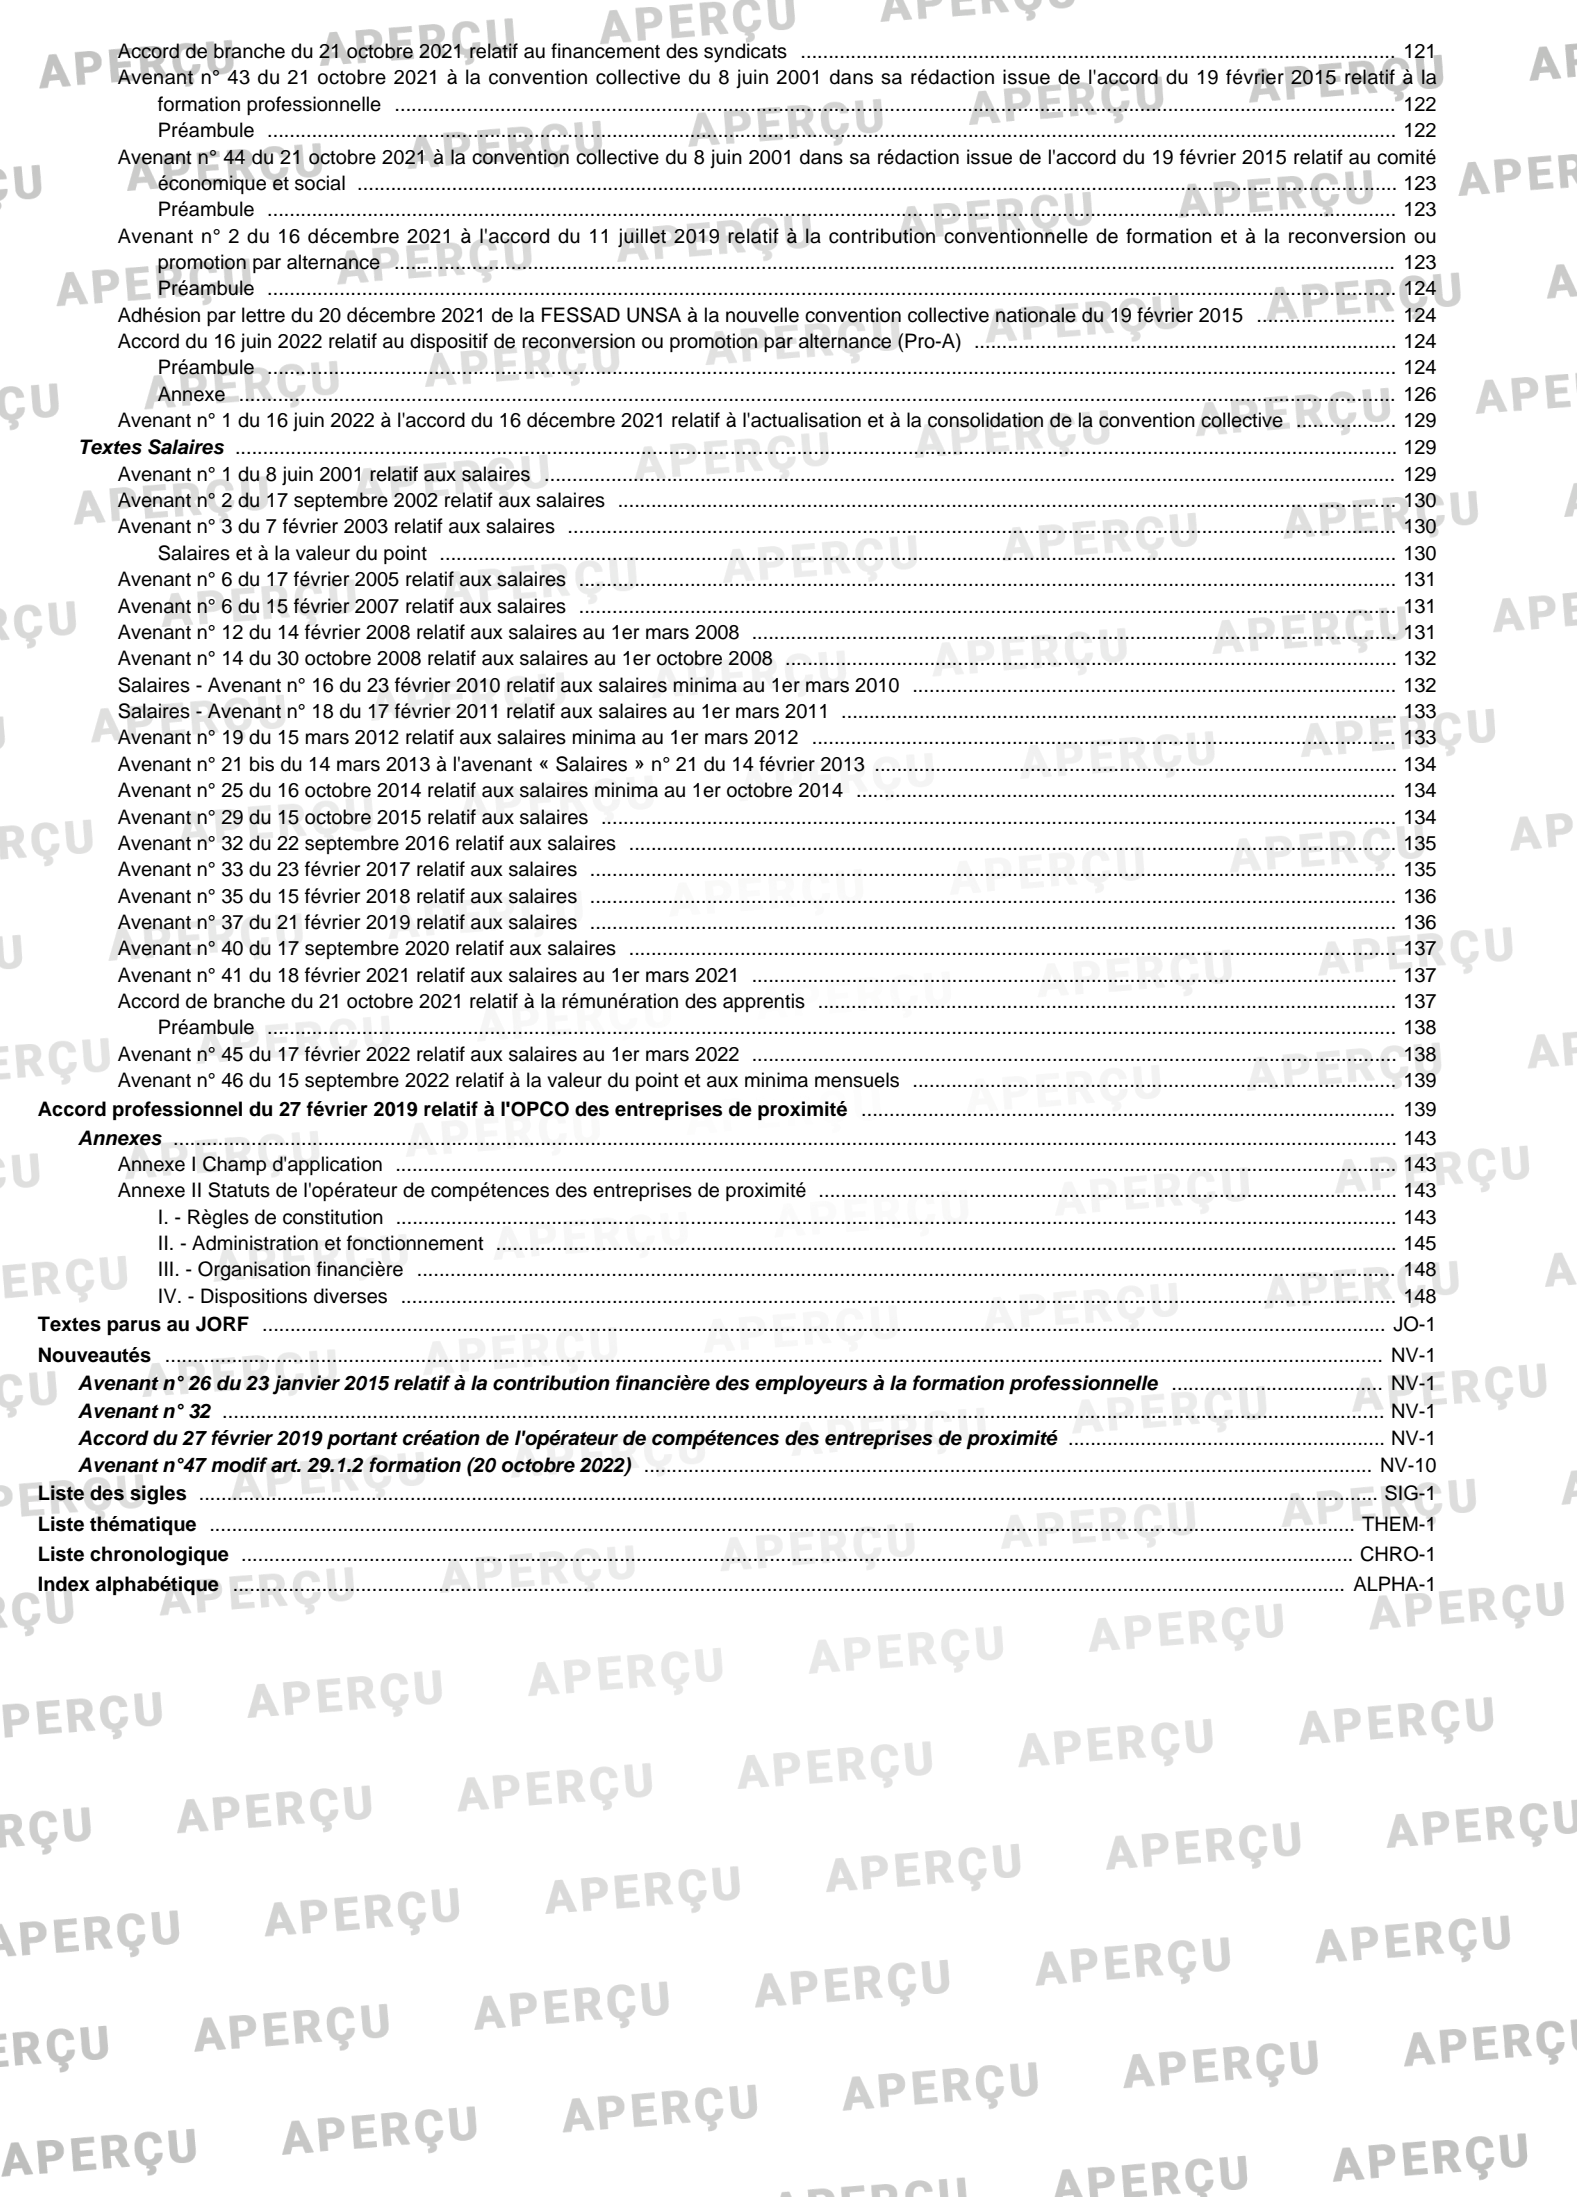 Accord de branche du 21 octobre 2021 relatif au financement des syndicats ........ 121
Avenant n° 43 du 21 octobre 2021 à la convention collective du 8 juin 2001 dans sa rédaction issue de l'accord du 19 février 2015 relatif à la
formation professionnelle ........ 122
Préambule ........ 122
Avenant n° 44 du 21 octobre 2021 à la convention collective du 8 juin 2001 dans sa rédaction issue de l'accord du 19 février 2015 relatif au comité
économique et social ........ 123
Préambule ........ 123
Avenant n° 2 du 16 décembre 2021 à l'accord du 11 juillet 2019 relatif à la contribution conventionnelle de formation et à la reconversion ou
promotion par alternance ........ 123
Préambule ........ 124
Adhésion par lettre du 20 décembre 2021 de la FESSAD UNSA à la nouvelle convention collective nationale du 19 février 2015 ........ 124
Accord du 16 juin 2022 relatif au dispositif de reconversion ou promotion par alternance (Pro-A) ........ 124
Préambule ........ 124
Annexe ........ 126
Avenant n° 1 du 16 juin 2022 à l'accord du 16 décembre 2021 relatif à l'actualisation et à la consolidation de la convention collective ........ 129
Textes Salaires ........ 129
Avenant n° 1 du 8 juin 2001 relatif aux salaires ........ 129
Avenant n° 2 du 17 septembre 2002 relatif aux salaires ........ 130
Avenant n° 3 du 7 février 2003 relatif aux salaires ........ 130
Salaires et à la valeur du point ........ 130
Avenant n° 6 du 17 février 2005 relatif aux salaires ........ 131
Avenant n° 6 du 15 février 2007 relatif aux salaires ........ 131
Avenant n° 12 du 14 février 2008 relatif aux salaires au 1er mars 2008 ........ 131
Avenant n° 14 du 30 octobre 2008 relatif aux salaires au 1er octobre 2008 ........ 132
Salaires - Avenant n° 16 du 23 février 2010 relatif aux salaires minima au 1er mars 2010 ........ 132
Salaires - Avenant n° 18 du 17 février 2011 relatif aux salaires au 1er mars 2011 ........ 133
Avenant n° 19 du 15 mars 2012 relatif aux salaires minima au 1er mars 2012 ........ 133
Avenant n° 21 bis du 14 mars 2013 à l'avenant « Salaires » n° 21 du 14 février 2013 ........ 134
Avenant n° 25 du 16 octobre 2014 relatif aux salaires minima au 1er octobre 2014 ........ 134
Avenant n° 29 du 15 octobre 2015 relatif aux salaires ........ 134
Avenant n° 32 du 22 septembre 2016 relatif aux salaires ........ 135
Avenant n° 33 du 23 février 2017 relatif aux salaires ........ 135
Avenant n° 35 du 15 février 2018 relatif aux salaires ........ 136
Avenant n° 37 du 21 février 2019 relatif aux salaires ........ 136
Avenant n° 40 du 17 septembre 2020 relatif aux salaires ........ 137
Avenant n° 41 du 18 février 2021 relatif aux salaires au 1er mars 2021 ........ 137
Accord de branche du 21 octobre 2021 relatif à la rémunération des apprentis ........ 137
Préambule ........ 138
Avenant n° 45 du 17 février 2022 relatif aux salaires au 1er mars 2022 ........ 138
Avenant n° 46 du 15 septembre 2022 relatif à la valeur du point et aux minima mensuels ........ 139
Accord professionnel du 27 février 2019 relatif à l'OPCO des entreprises de proximité ........ 139
Annexes ........ 143
Annexe I Champ d'application ........ 143
Annexe II Statuts de l'opérateur de compétences des entreprises de proximité ........ 143
I. - Règles de constitution ........ 143
II. - Administration et fonctionnement ........ 145
III. - Organisation financière ........ 148
IV. - Dispositions diverses ........ 148
Textes parus au JORF ........ JO-1
Nouveautés ........ NV-1
Avenant n° 26 du 23 janvier 2015 relatif à la contribution financière des employeurs à la formation professionnelle ........ NV-1
Avenant n° 32 ........ NV-1
Accord du 27 février 2019 portant création de l'opérateur de compétences des entreprises de proximité ........ NV-1
Avenant n°47 modif art. 29.1.2 formation (20 octobre 2022) ........ NV-10
Liste des sigles ........ SIG-1
Liste thématique ........ THEM-1
Liste chronologique ........ CHRO-1
Index alphabétique ........ ALPHA-1
APERÇU